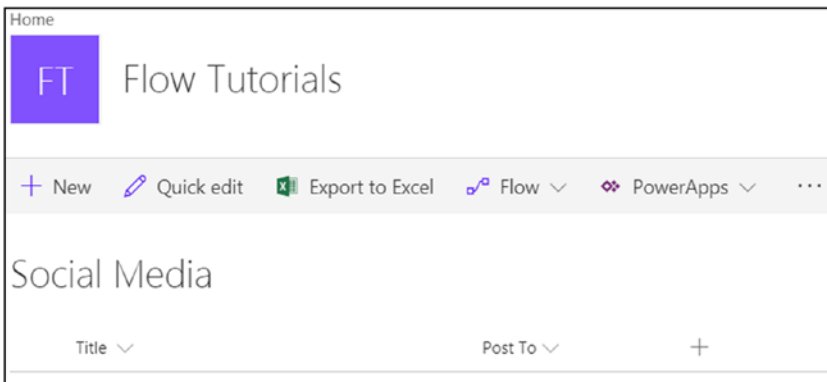 Home
FT Flow Tutorials
New Quick edit Export to Excel Flow PowerApps ...
Social Media
Title Post To